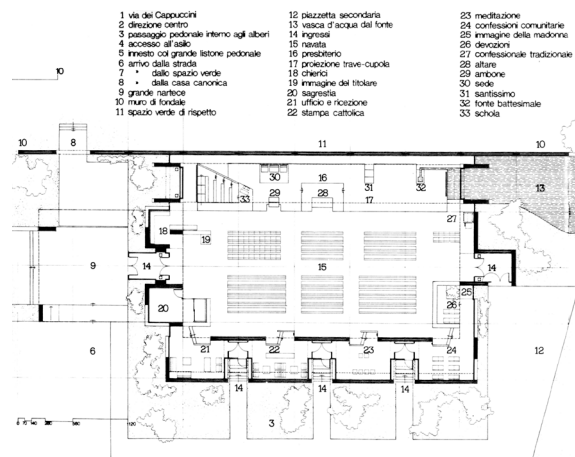 1 via dei Cappuccini
2 direzione centro
3 passaggio pedonale interno agli alberi
4 accesso all'asilo
5 innesto col grande listone pedonale
6 arrivo dalla strada
7 " dallo spazio verde
8 " dalla casa canonica
9 grande nartece
10 muro di fondale
11 spazio verde di rispetto
12 piazzetta secondaria
13 vasca d'acqua dal fonte
14 ingressi
15 navata
16 presbiterio
17 proiezione trave-cupola
18 chierici
19 immagine del titolare
20 sagrestia
21 ufficio e ricezione
22 stampa cattolica
23 meditazione
24 confessioni comunitarie
25 immagine della madonna
26 devozioni
27 confessionale tradizionale
28 altare
29 ambone
30 sede
31 santissimo
32 fonte battesimale
33 schola
10
10 8 11 10
30 16 31 32 13
33 29 28 17
27
18 19
9 14 15 14
25
20 26
21 22 23 24
6 12
14 14 14
3
120